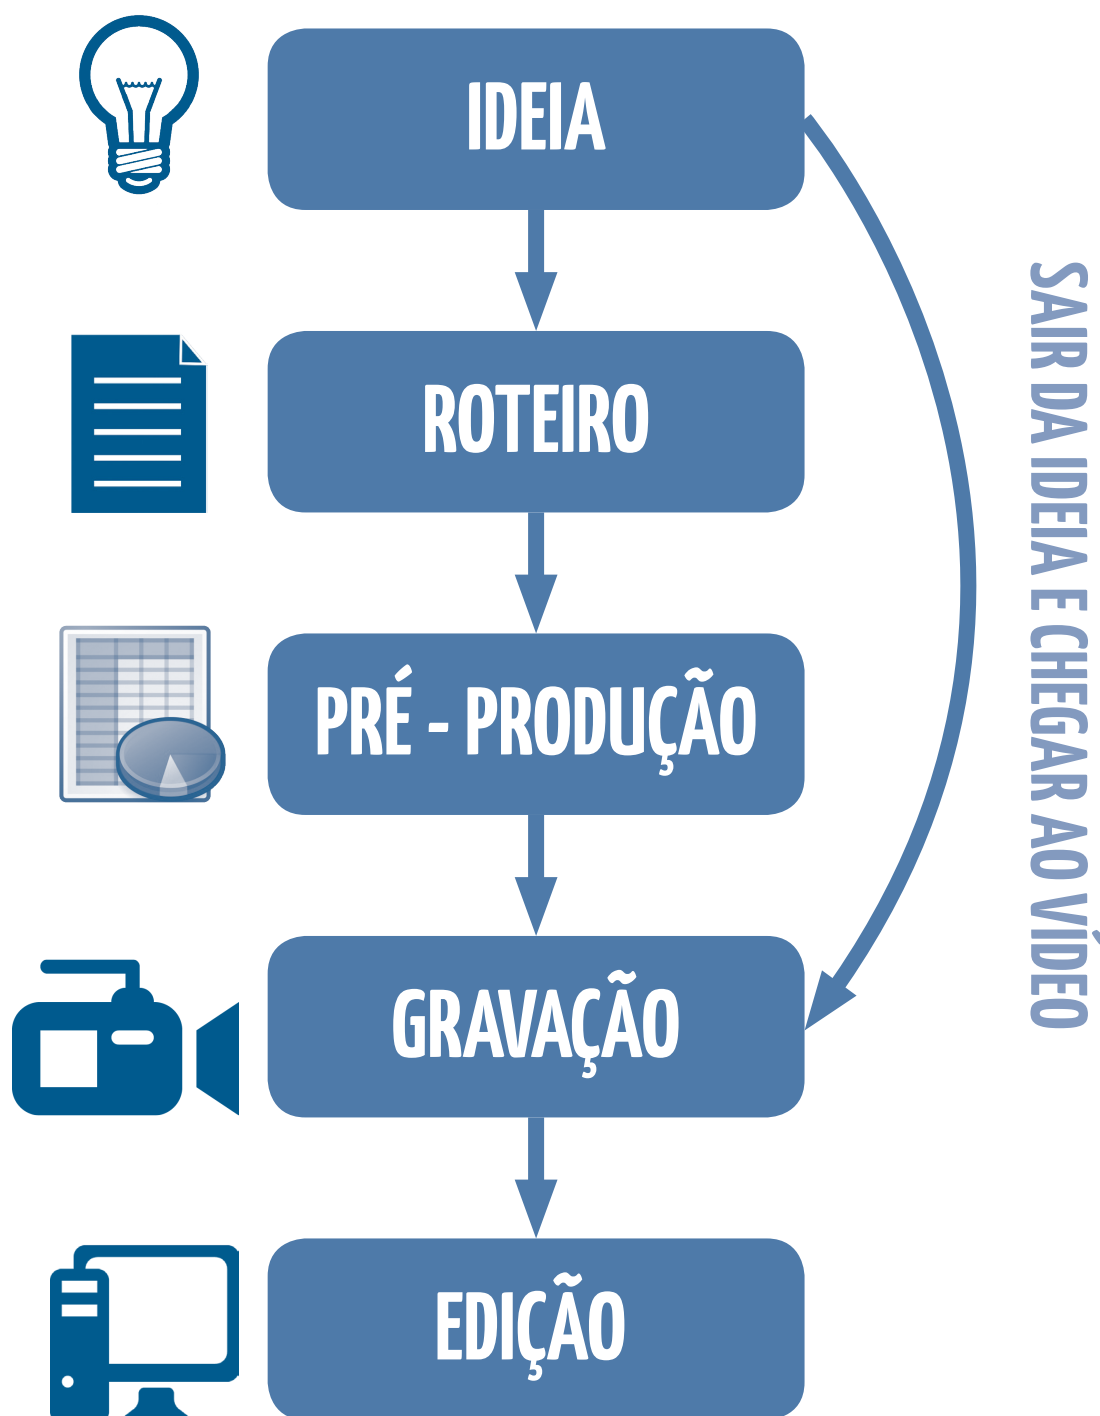 IDEIA
ROTEIRO
PRÉ - PRODUÇÃO
GRAVAÇÃO
EDIÇÃO
SAIR DA IDEIA E CHEGAR AO VÍDEO